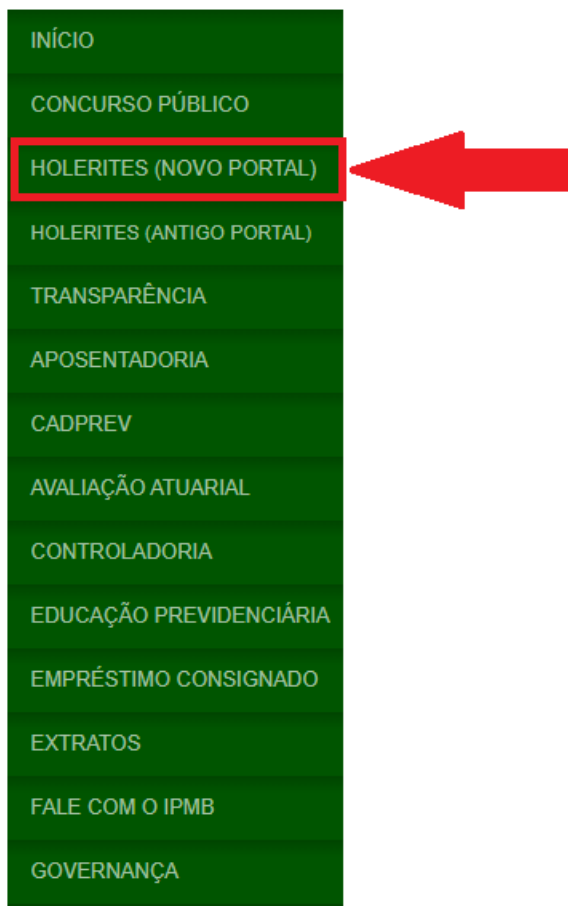 INÍCIO
CONCURSO PÚBLICO
HOLERITES (NOVO PORTAL)
HOLERITES (ANTIGO PORTAL)
TRANSPARÊNCIA
APOSENTADORIA
CADPREV
AVALIAÇÃO ATUARIAL
CONTROLADORIA
EDUCAÇÃO PREVIDENCIÁRIA
EMPRÉSTIMO CONSIGNADO
EXTRATOS
FALE COM O IPMB
GOVERNANÇA